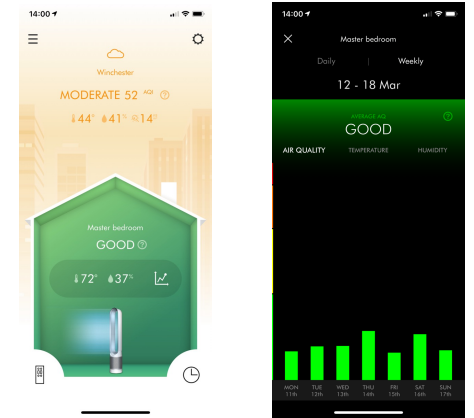 14:00
Winchester
MODERATE 52 AQI ?
44° 41% 14°
Master bedroom
GOOD ?
72° 37%
14:00
Master bedroom
Daily | Weekly
12 - 18 Mar
AVERAGE AQI
?
GOOD
AIR QUALITY TEMPERATURE HUMIDITY
MON TUE WED THU FRI SAT SUN
11th 12th 13th 14th 15th 16th 17th